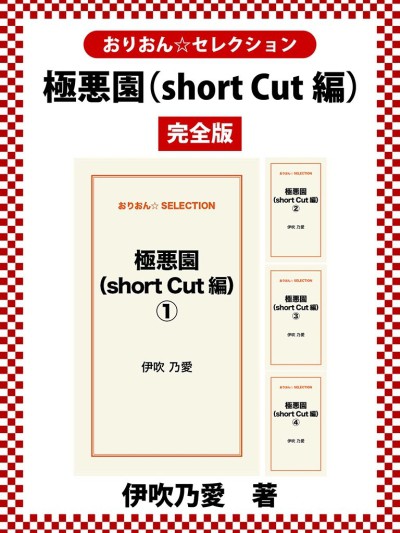 おりおん☆セレクション
極悪園(short Cut 編)
完全版
おりおん☆ SELECTION
極悪園
(short Cut 編)
①
伊吹 乃愛
おりおん☆ SELECTION
極悪園
(short Cut 編)
②
伊吹 乃愛
おりおん☆ SELECTION
極悪園
(short Cut 編)
③
伊吹 乃愛
おりおん☆ SELECTION
極悪園
(short Cut 編)
④
伊吹 乃愛
伊吹乃愛 著